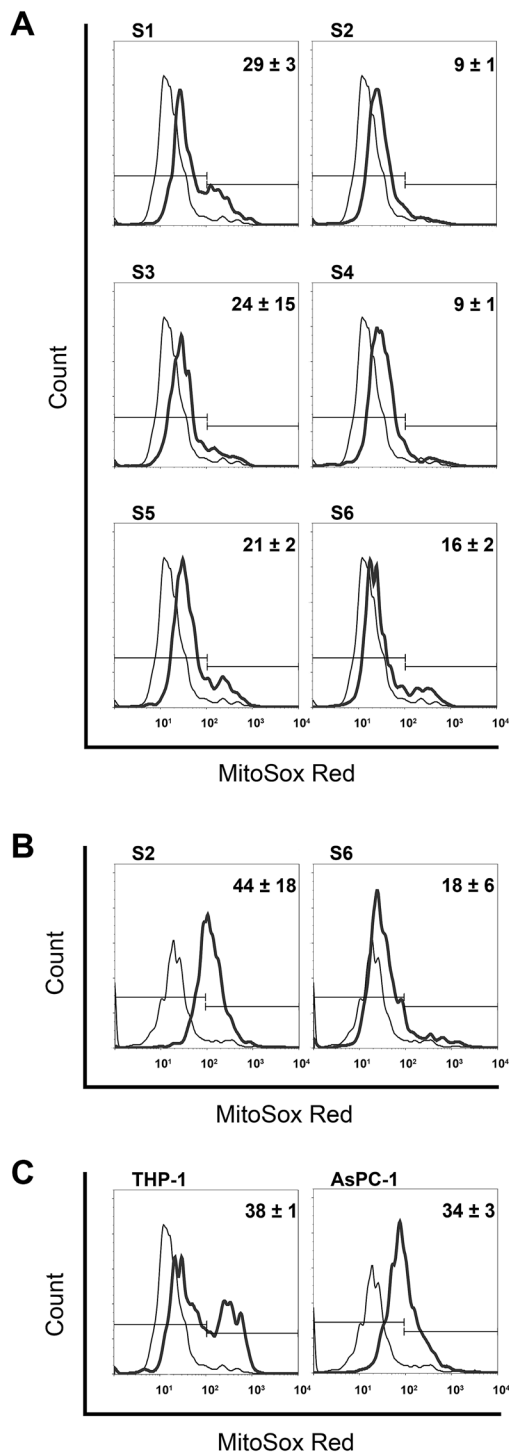 A
S1
S2
29 ± 3
9 ± 1
S3
S4
24 ± 15
9 ± 1
Count
S5
S6
21 ± 2
16 ± 2
10¹ 10² 10³ 10⁴
10¹ 10² 10³ 10⁴
MitoSox Red
B
S2
S6
44 ± 18
18 ± 6
Count
10¹ 10² 10³ 10⁴
10¹ 10² 10³ 10⁴
MitoSox Red
C
THP-1
AsPC-1
38 ± 1
34 ± 3
Count
10¹ 10² 10³ 10⁴
10¹ 10² 10³ 10⁴
MitoSox Red